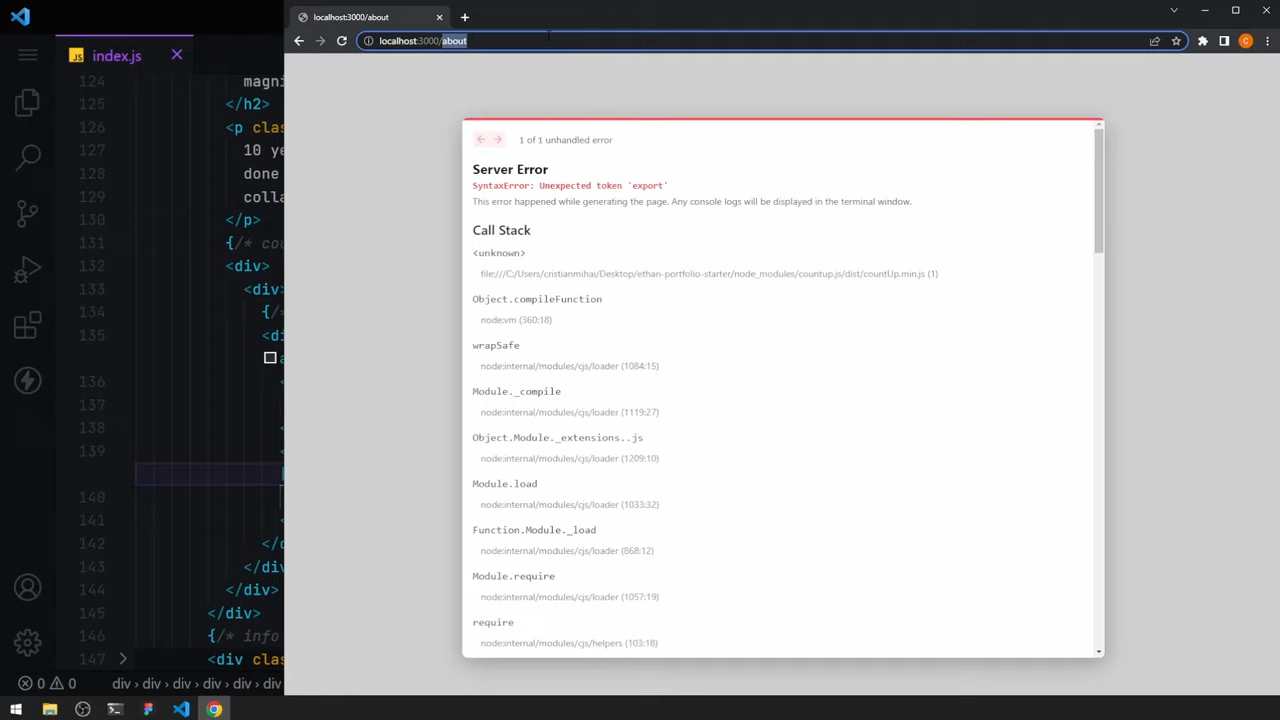 index.js
124
magni
125
</h2>
126
<p clas
127
10 ye
128
done
129
colla
130
</p>
131
{/* cou
132
<div>
133
<div>
134
{/*
135
<di
a
136
137
138
139
140
141
142
</d
143
</di
144
</div>
145
</div>
146
{/* info
147
<div clas
0 0 div › div › div › div › div
localhost:3000/about
localhost:3000/about
C
1 of 1 unhandled error
Server Error
SyntaxError: Unexpected token 'export'
This error happened while generating the page. Any console logs will be displayed in the terminal window.
Call Stack
<unknown>
file:///C:/Users/cristianmihai/Desktop/ethan-portfolio-starter/node_modules/countup.js/dist/countUp.min.js (1)
Object.compileFunction
node:vm (360:18)
wrapSafe
node:internal/modules/cjs/loader (1084:15)
Module._compile
node:internal/modules/cjs/loader (1119:27)
Object.Module._extensions..js
node:internal/modules/cjs/loader (1209:10)
Module.load
node:internal/modules/cjs/loader (1033:32)
Function.Module._load
node:internal/modules/cjs/loader (868:12)
Module.require
node:internal/modules/cjs/loader (1057:19)
require
node:internal/modules/cjs/helpers (103:18)